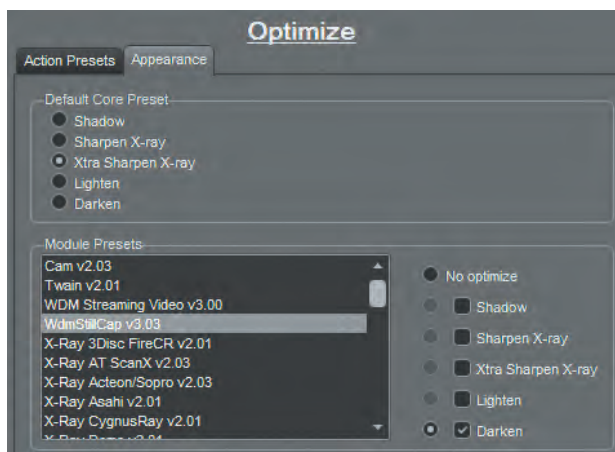 Optimize
Action Presets Appearance
Default Core Preset
Shadow
Sharpen X-ray
Xtra Sharpen X-ray
Lighten
Darken
Module Presets
Cam v2.03
Twain v2.01
WDM Streaming Video v3.00
WdmStillCap v3.03
X-Ray 3Disc FireCR v2.01
X-Ray AT ScanX v2.03
X-Ray Acteon/Sopro v2.03
X-Ray Asahi v2.01
X-Ray CygnusRay v2.01
No optimize
Shadow
Sharpen X-ray
Xtra Sharpen X-ray
Lighten
Darken